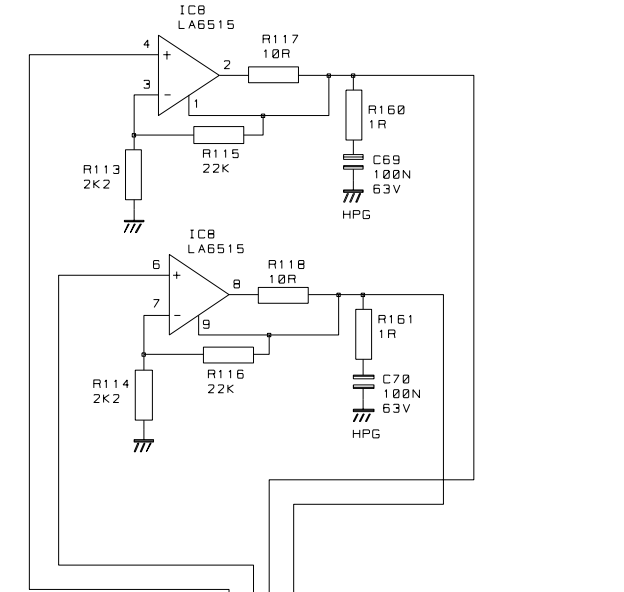 IC8
LA6515
4
+
2
R117
10R
3
-
1
R160
1R
R115
22K
C69
100N
63V
R113
2K2
HPG
IC8
LA6515
6
+
8
R118
10R
7
-
9
R161
1R
R116
22K
C70
100N
63V
R114
2K2
HPG